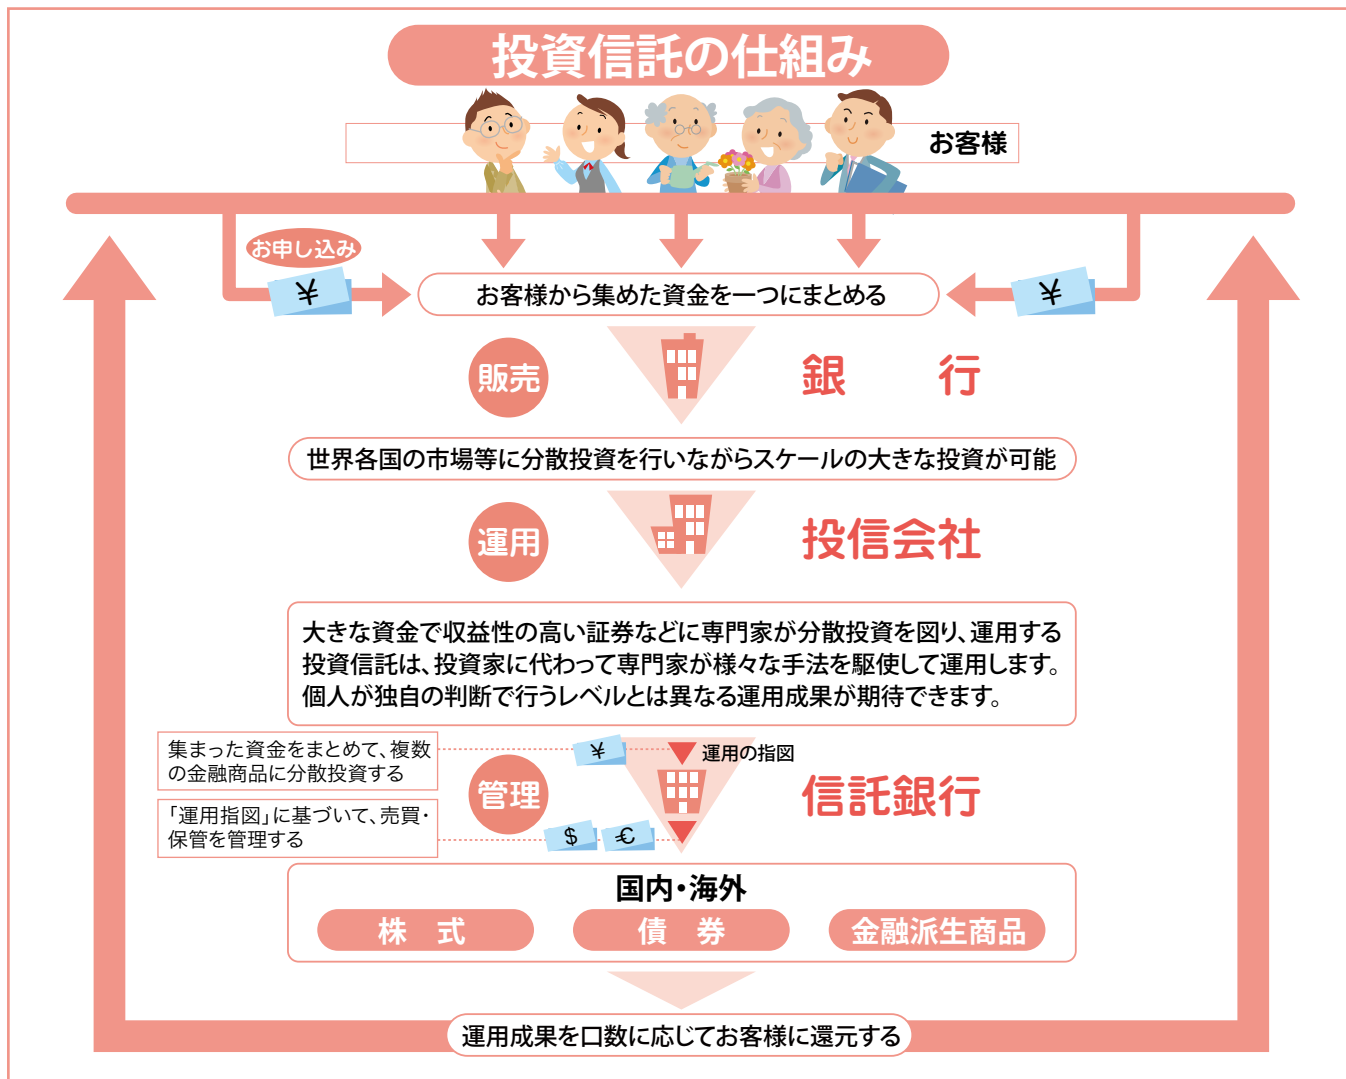 投資信託の仕組み
お客様
お申し込み
¥
¥
お客様から集めた資金を一つにまとめる
販売
銀　行
世界各国の市場等に分散投資を行いながらスケールの大きな投資が可能
運用
投信会社
大きな資金で収益性の高い証券などに専門家が分散投資を図り、運用する
投資信託は、投資家に代わって専門家が様々な手法を駆使して運用します。
個人が独自の判断で行うレベルとは異なる運用成果が期待できます。
集まった資金をまとめて、複数
の金融商品に分散投資する
¥
運用の指図
管理
信託銀行
「運用指図」に基づいて、売買・
保管を管理する
$ €
国内・海外
株　式
債　券
金融派生商品
運用成果を口数に応じてお客様に還元する